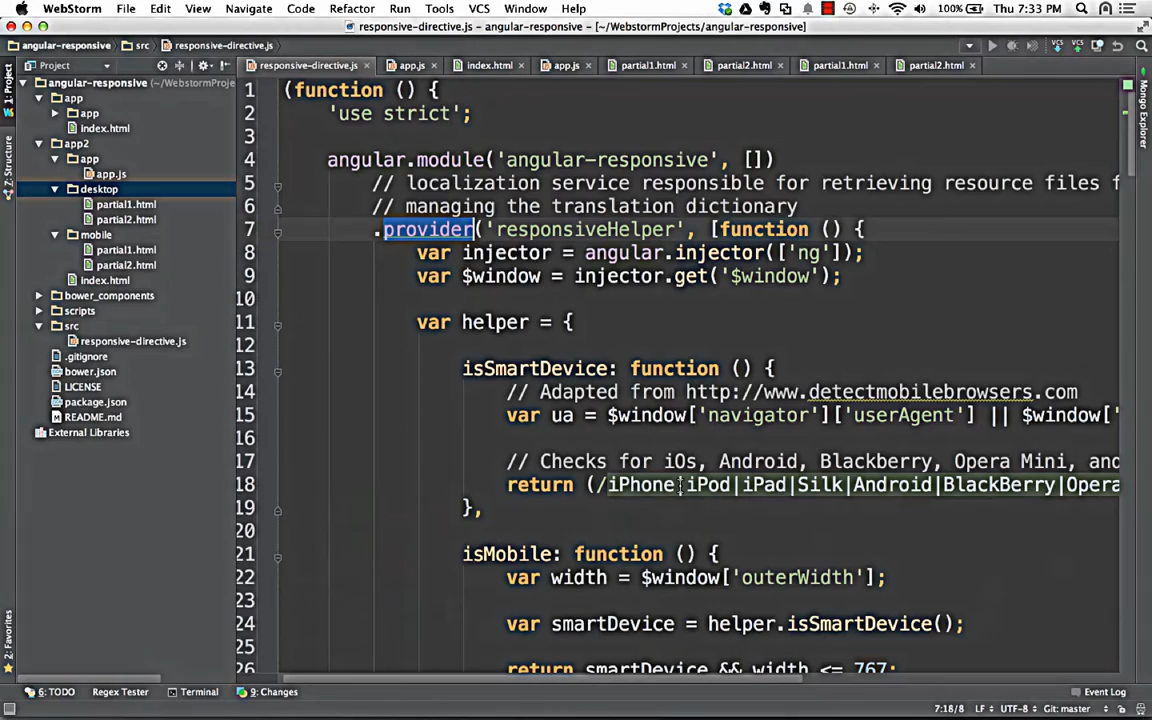 WebStorm File Edit View Navigate Code Refactor Run Tools VCS Window Help 100% Thu 7:33 PM
responsive-directive.js - angular-responsive - [~/WebstormProjects/angular-responsive]
angular-responsive src responsive-directive.js
Project
responsive-directive.js app.js index.html app.js partial1.html partial2.html partial1.html partial2.html
1: Project
Z: Structure
2: Favorites
Mongo Explorer
angular-responsive (~/WebstormProje
app
app
index.html
app2
app
app.js
desktop
partial1.html
partial2.html
mobile
partial1.html
partial2.html
index.html
bower_components
scripts
src
responsive-directive.js
.gitignore
bower.json
LICENSE
package.json
README.md
External Libraries
1 (function () {
2 'use strict';
3
4 angular.module('angular-responsive', [])
5 // localization service responsible for retrieving resource files f
6 // managing the translation dictionary
7 .provider('responsiveHelper', [function () {
8 var injector = angular.injector(['ng']);
9 var $window = injector.get('$window');
10
11 var helper = {
12
13 isSmartDevice: function () {
14 // Adapted from http://www.detectmobilebrowsers.com
15 var ua = $window['navigator']['userAgent'] || $window['
16
17 // Checks for iOs, Android, Blackberry, Opera Mini, and
18 return (/iPhone|iPod|iPad|Silk|Android|BlackBerry|Opera
19 },
20
21 isMobile: function () {
22 var width = $window['outerWidth'];
23
24 var smartDevice = helper.isSmartDevice();
25
26 return smartDevice && width <= 767;
6: TODO Regex Tester Terminal 9: Changes Event Log
7:18/8 LF UTF-8 Git: master